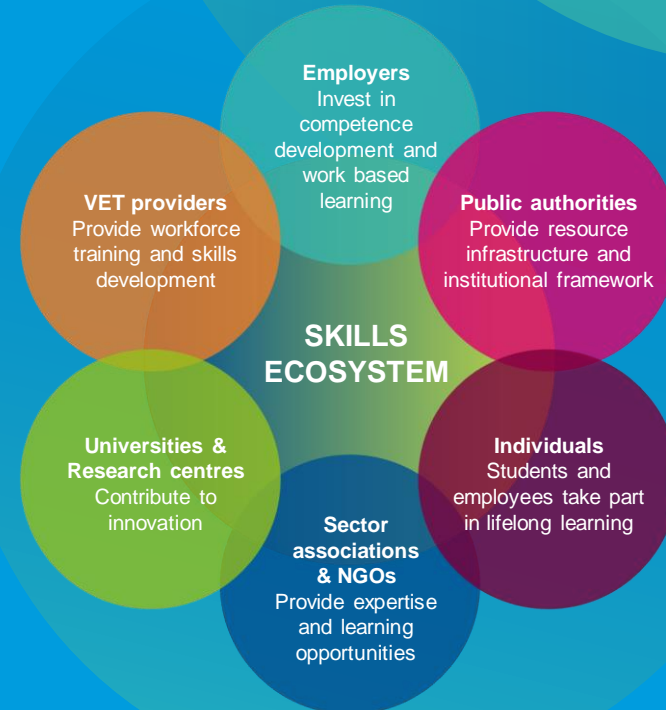 Employers
Invest in
competence
development and
work based
learning
VET providers
Provide workforce
training and skills
development
Public authorities
Provide resource
infrastructure and
institutional framework
SKILLS
ECOSYSTEM
Universities &
Research centres
Contribute to
innovation
Individuals
Students and
employees take part
in lifelong learning
Sector
associations
& NGOs
Provide expertise
and learning
opportunities